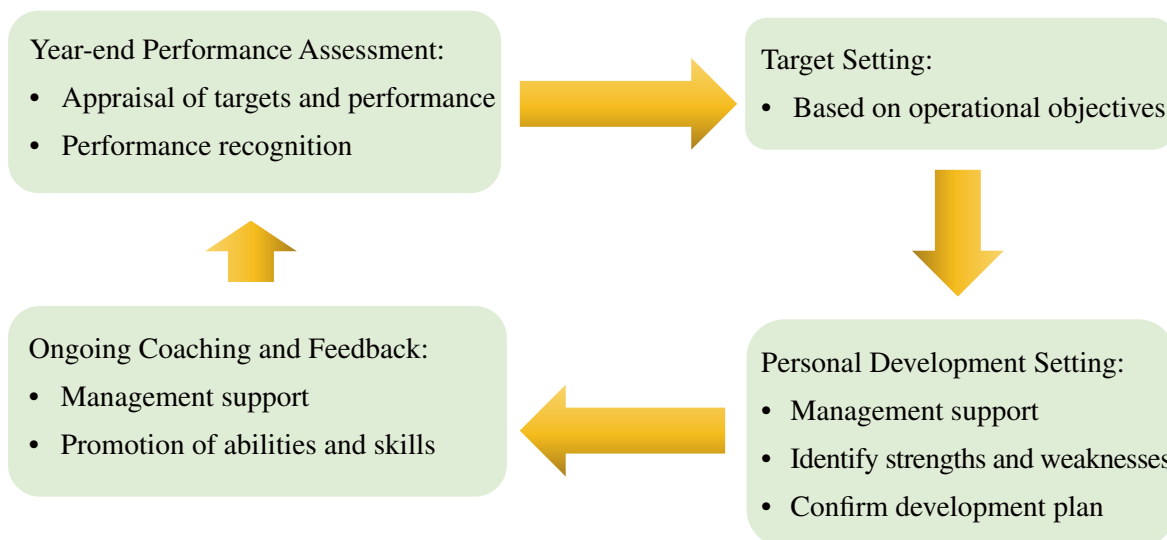 Year-end Performance Assessment:
• Appraisal of targets and performance
• Performance recognition
Target Setting:
• Based on operational objectives
Personal Development Setting:
• Management support
• Identify strengths and weaknesses
• Confirm development plan
Ongoing Coaching and Feedback:
• Management support
• Promotion of abilities and skills